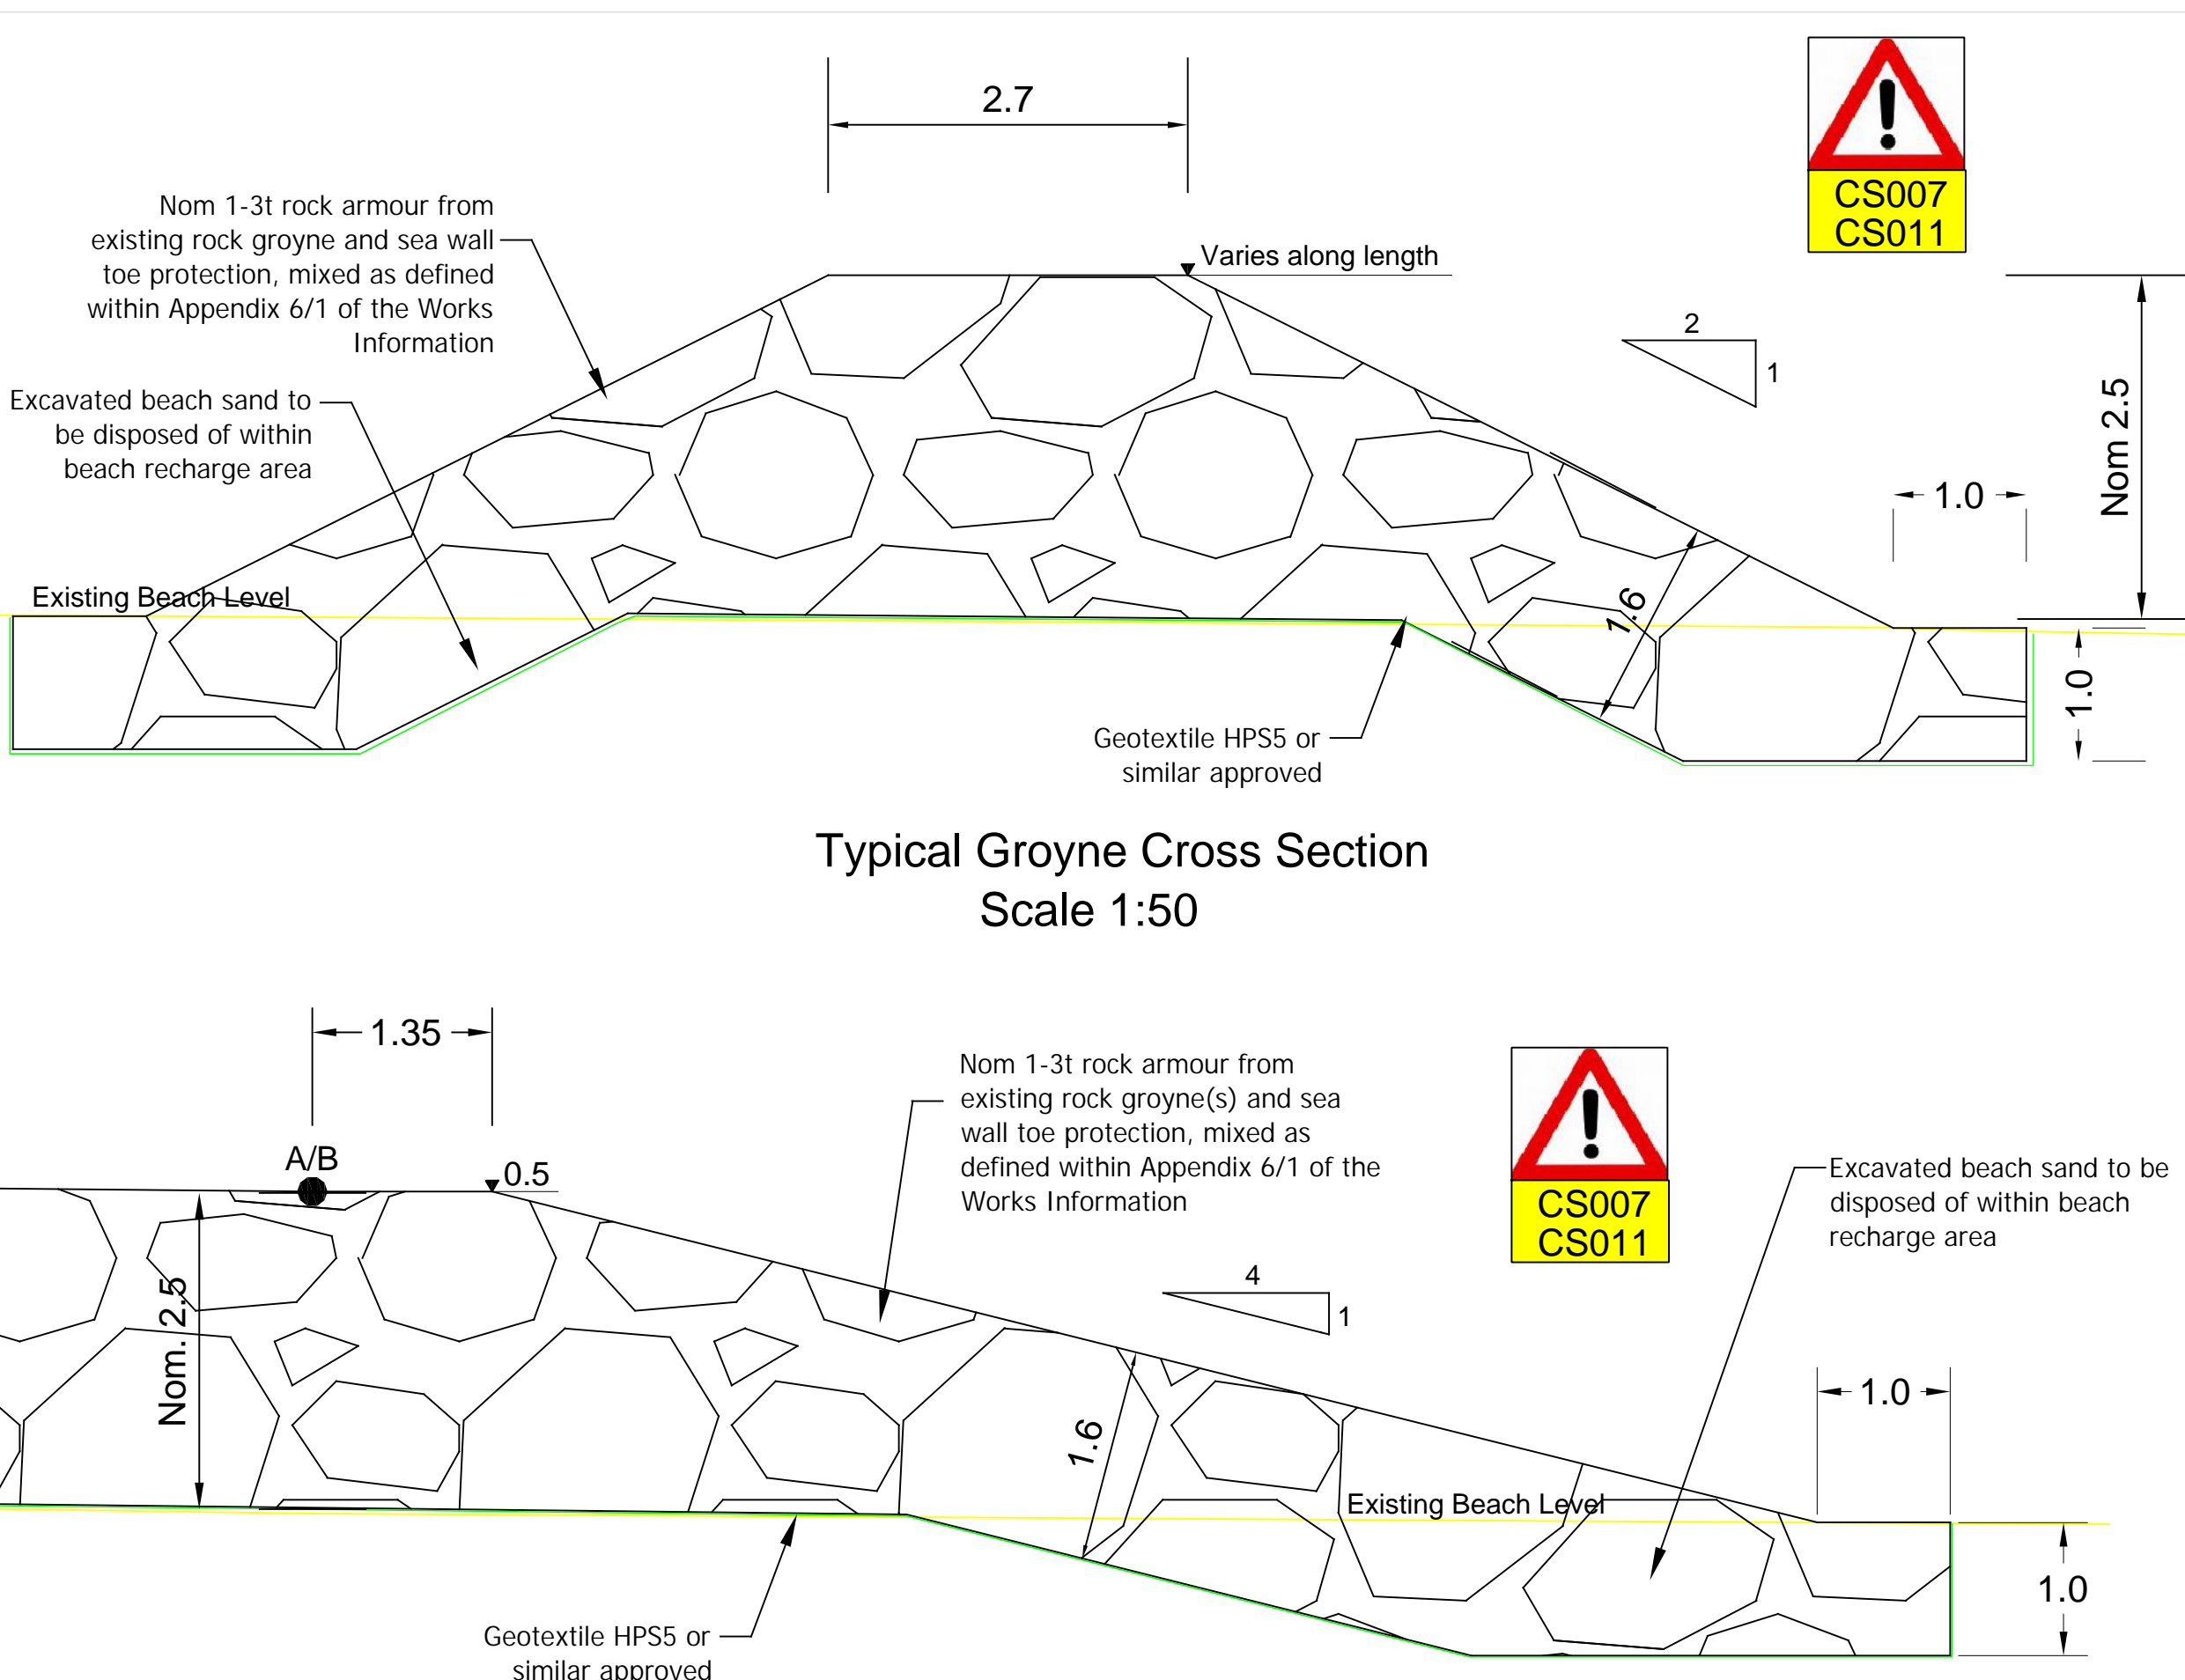 2.7
CS007
CS011
Nom 1-3t rock armour from
existing rock groyne and sea wall
toe protection, mixed as defined
within Appendix 6/1 of the Works
Information
Varies along length
2
1
Nom 2.5
Excavated beach sand to
be disposed of within
beach recharge area
1.0
Existing Beach Level
1.6
1.0
Geotextile HPS5 or
similar approved
Typical Groyne Cross Section
Scale 1:50
1.35
A/B
0.5
Nom 1-3t rock armour from
existing rock groyne(s) and sea
wall toe protection, mixed as
defined within Appendix 6/1 of the
Works Information
CS007
CS011
Excavated beach sand to be
disposed of within beach
recharge area
4
1
Nom. 2.5
1.6
1.0
Existing Beach Level
1.0
Geotextile HPS5 or
similar approved